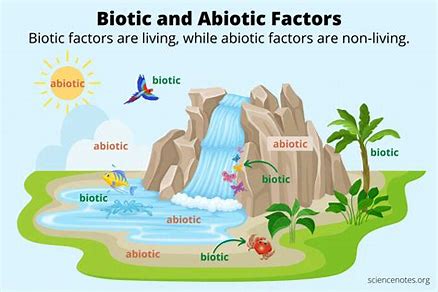 Biotic and Abiotic Factors
Biotic factors are living, while abiotic factors are non-living.
abiotic
biotic
abiotic
abiotic
biotic
biotic
biotic
abiotic
abiotic
biotic
sciencenotes.org